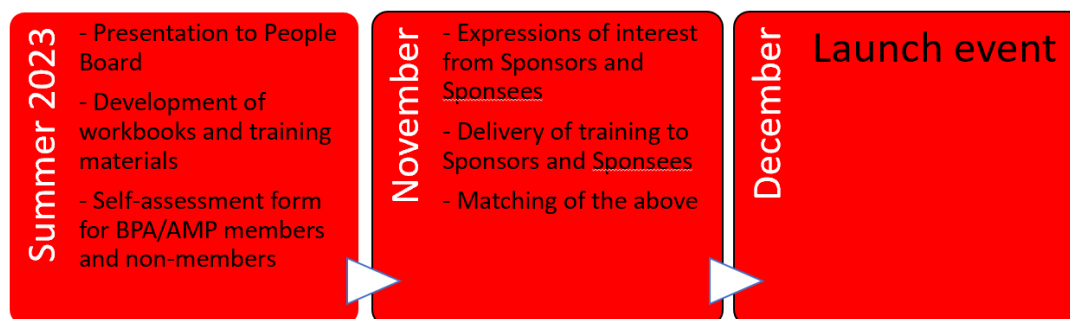 Summer 2023
- Presentation to People
Board
- Development of
workbooks and training
materials
- Self-assessment form
for BPA/AMP members
and non-members
November
- Expressions of interest
from Sponsors and
Sponsees
- Delivery of training to
Sponsors and Sponsees
- Matching of the above
December
Launch event